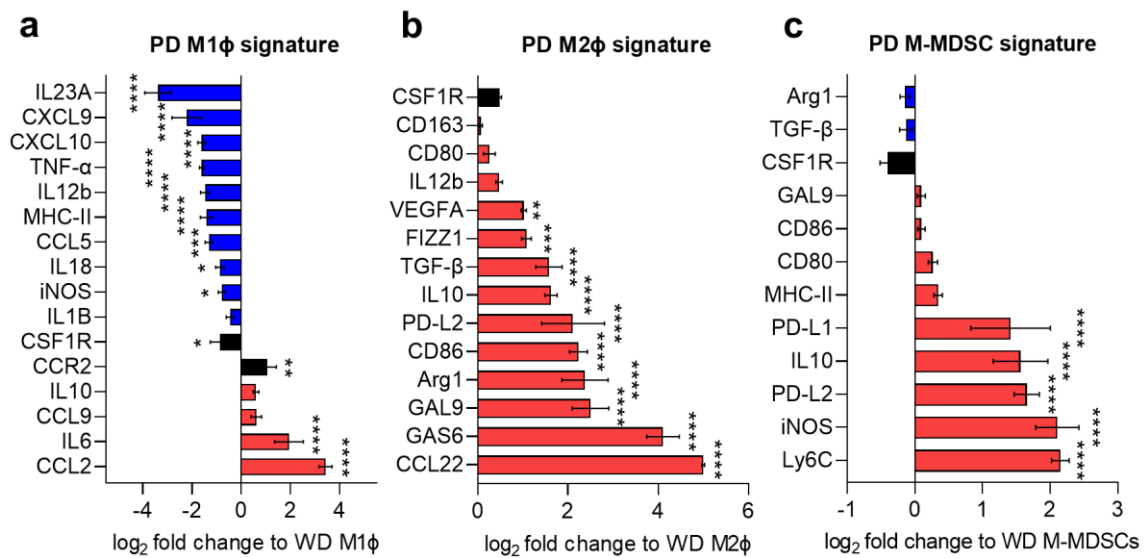 a
PD M1ϕ signature
IL23A
****
CXCL9
****
CXCL10
****
TNF-α
****
IL12b
****
MHC-II
****
CCL5
***
IL18
*
iNOS
*
IL1B
CSF1R
*
CCR2
**
IL10
CCL9
IL6
****
CCL2
****
-4
-2
0
2
4
log2 fold change to WD M1ϕ
b
PD M2ϕ signature
CSF1R
CD163
CD80
IL12b
VEGFA
**
FIZZ1
***
TGF-β
****
IL10
****
PD-L2
****
CD86
****
Arg1
****
GAL9
****
GAS6
****
CCL22
****
0
2
4
6
log2 fold change to WD M2ϕ
c
PD M-MDSC signature
Arg1
TGF-β
CSF1R
GAL9
CD86
CD80
MHC-II
PD-L1
****
IL10
****
PD-L2
****
iNOS
****
Ly6C
****
-1
0
1
2
3
log2 fold change to WD M-MDSCs